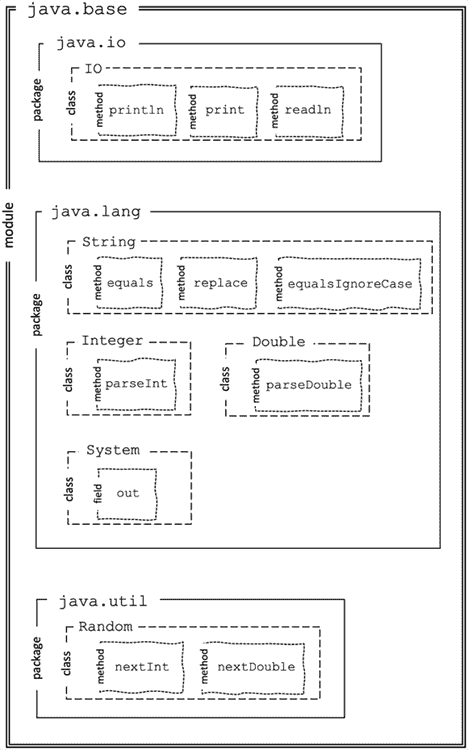 java.base
module
java.io
package
IO
class
method
println
method
print
method
readln
java.lang
package
String
class
method
equals
method
replace
method
equalsIgnoreCase
Integer
class
method
parseInt
Double
class
method
parseDouble
System
class
field
out
java.util
package
Random
class
method
nextInt
method
nextDouble